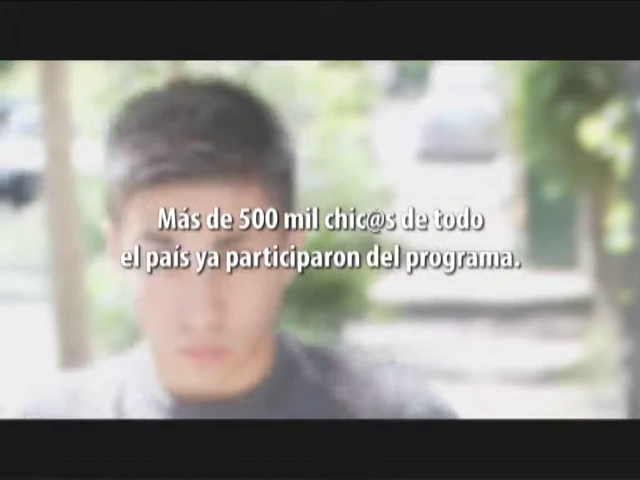 Más de 500 mil chic@s de todo
el país ya participaron del programa.